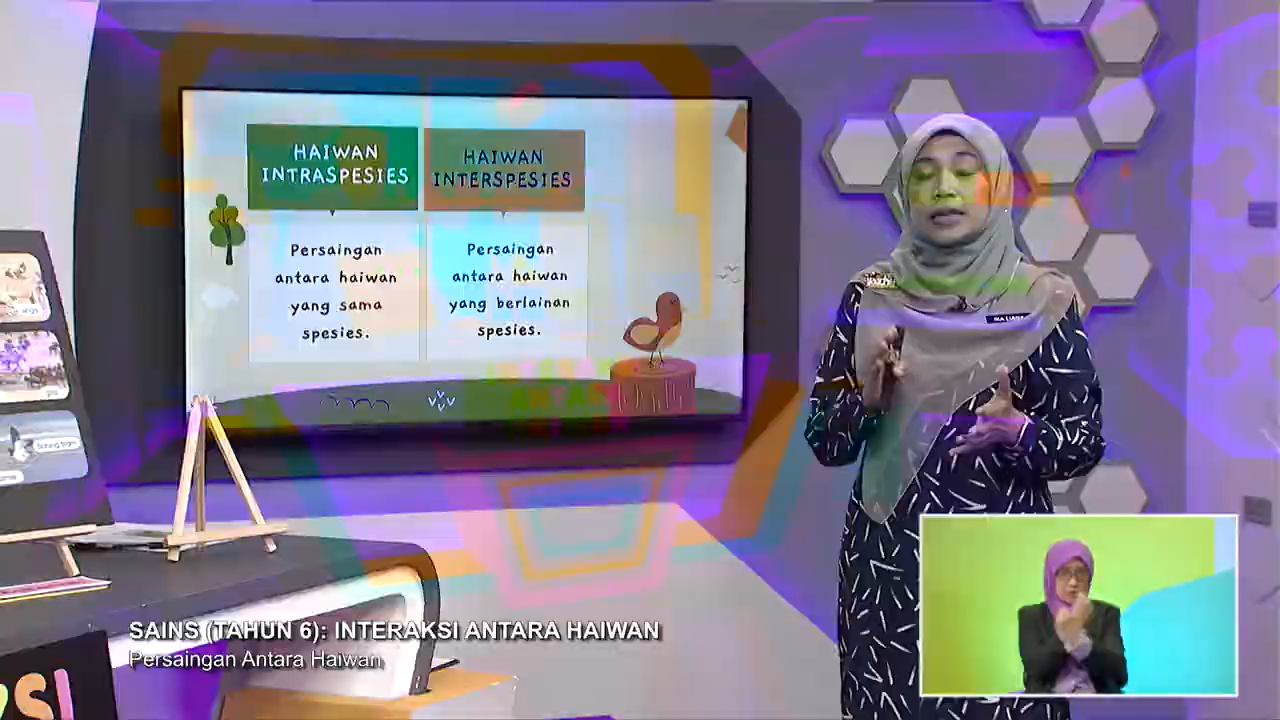 HAIWAN
INTRASPESIES
HAIWAN
INTERSPESIES
Persaingan
antara haiwan
yang sama
spesies.
Persaingan
antara haiwan
yang berlainan
spesies.
SAINS (TAHUN 6): INTERAKSI ANTARA HAIWAN
Persaingan Antara Haiwan